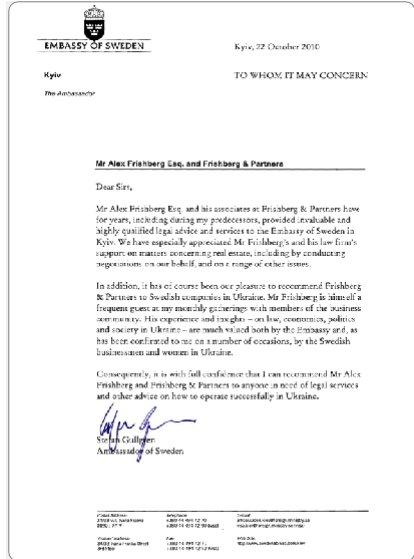 EMBASSY OF SWEDEN
Kyiv, 22 October 2010
Kyiv
TO WHOM IT MAY CONCERN
The Ambassador
Mr Alex Frishberg Esq. and Frishberg & Partners
Dear Sirs,
Mr Alex Frishberg Esq. and his associates at Frishberg & Partners have
for years, including during my predecessors, provided invaluable and
highly qualified legal advice and services to the Embassy of Sweden in
Kyiv. We have especially appreciated Mr Frishberg's and his law firm's
support on matters concerning real estate, including by conducting
negotiations on our behalf, and on a range of other issues.
In addition, it has of course been our pleasure to recommend Frishberg
& Partners to Swedish companies in Ukraine. Mr Frishberg is himself a
frequent guest at my monthly gatherings with members of the business
community. His experience and insights – on law, economics, politics
and society in Ukraine – are much valued both by the Embassy and, as
has been confirmed to me on a number of occasions, by the Swedish
businessmen and women in Ukraine.
Consequently, it is with full confidence that I can recommend Mr Alex
Frishberg and Frishberg & Partners to anyone in need of legal services
and other advice on how to operate successfully in Ukraine.
Stefan Gullgren
Ambassador of Sweden